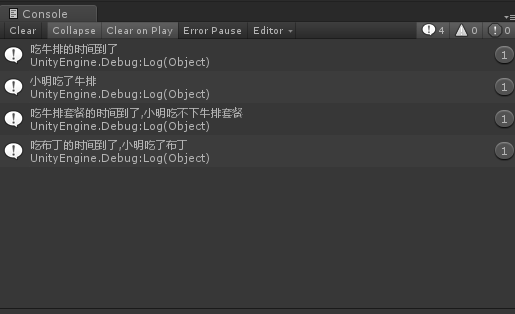 Console
Clear Collapse Clear on Play Error Pause Editor 4 0 0
吃牛排的时间到了
UnityEngine.Debug:Log(Object)
1
小明吃了牛排
UnityEngine.Debug:Log(Object)
1
吃牛排套餐的时间到了,小明吃不下牛排套餐
UnityEngine.Debug:Log(Object)
1
吃布丁的时间到了,小明吃了布丁
UnityEngine.Debug:Log(Object)
1